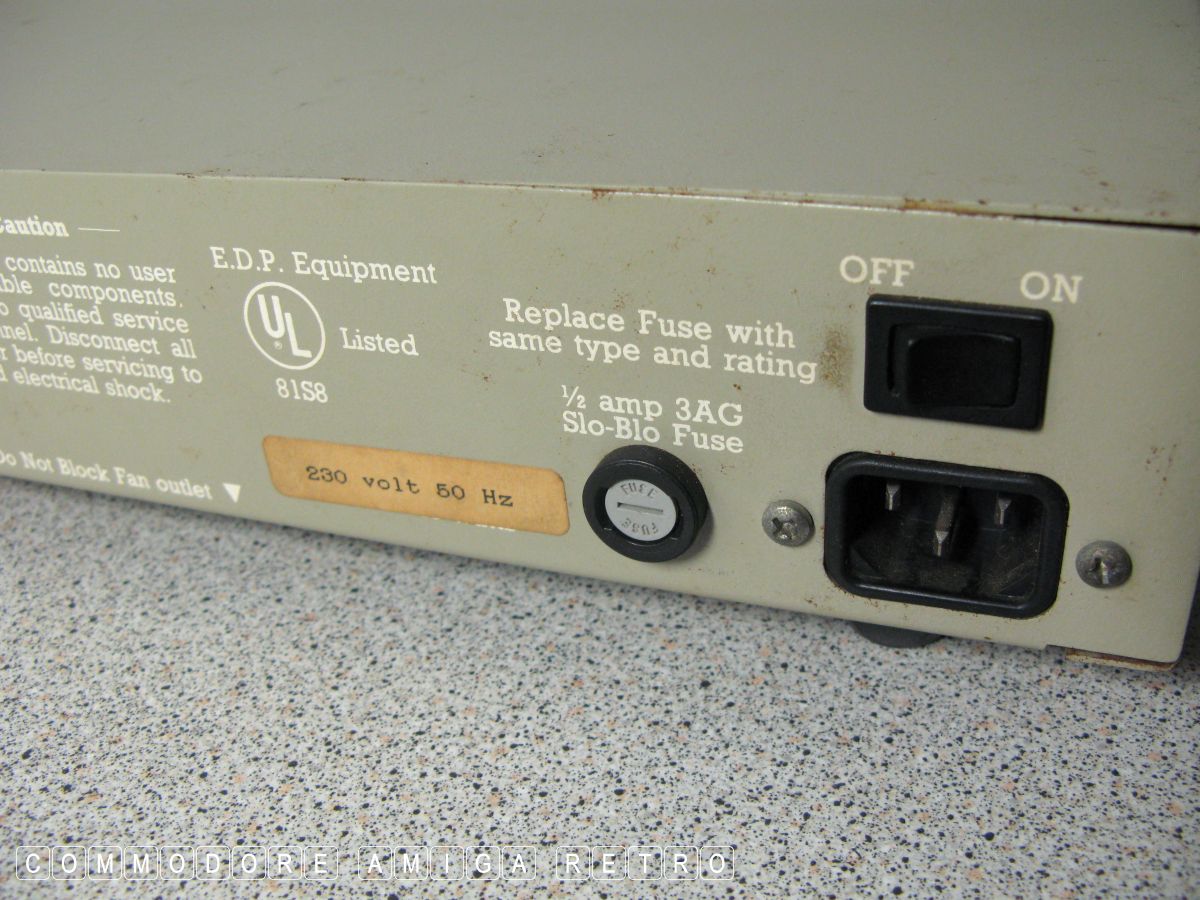 Caution
contains no user
ble components.
o qualified service
nel. Disconnect all
r before servicing to
d electrical shock.
Do Not Block Fan outlet ▼
E.D.P. Equipment
UL
®
Listed
81S8
230 volt 50 Hz
Replace Fuse with
same type and rating
½ amp 3AG
Slo-Blo Fuse
FUSE
FUSE
OFF ON
COMMODORE AMIGA RETRO